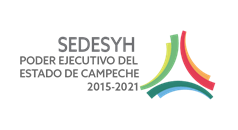 SEDESYH
PODER EJECUTIVO DEL
ESTADO DE CAMPECHE
2015-2021